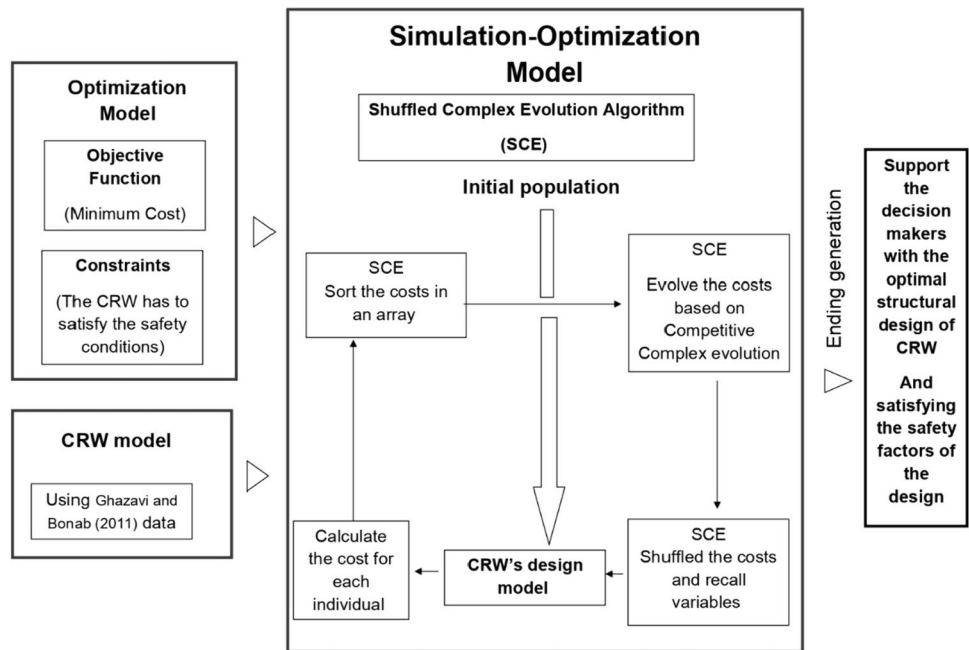 Optimization
Model
Objective
Function
(Minimum Cost)
Constraints
(The CRW has to
satisfy the safety
conditions)
CRW model
Using Ghazavi and
Bonab (2011) data
Simulation-Optimization
Model
Shuffled Complex Evolution Algorithm
(SCE)
Initial population
SCE
Sort the costs in
an array
SCE
Evolve the costs
based on
Competitive
Complex evolution
Calculate
the cost for
each
individual
CRW's design
model
SCE
Shuffled the costs
and recall
variables
Ending generation
Support
the
decision
makers
with the
optimal
structural
design of
CRW
And
satisfying
the safety
factors of
the
design